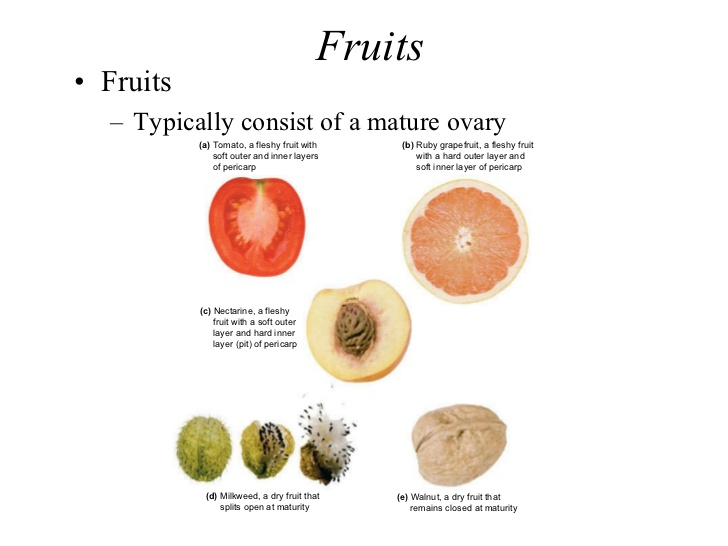 Fruits
• Fruits
– Typically consist of a mature ovary
(a) Tomato, a fleshy fruit with
soft outer and inner layers
of pericarp
(b) Ruby grapefruit, a fleshy fruit
with a hard outer layer and
soft inner layer of pericarp
(c) Nectarine, a fleshy
fruit with a soft outer
layer and hard inner
layer (pit) of pericarp
(d) Milkweed, a dry fruit that
splits open at maturity
(e) Walnut, a dry fruit that
remains closed at maturity